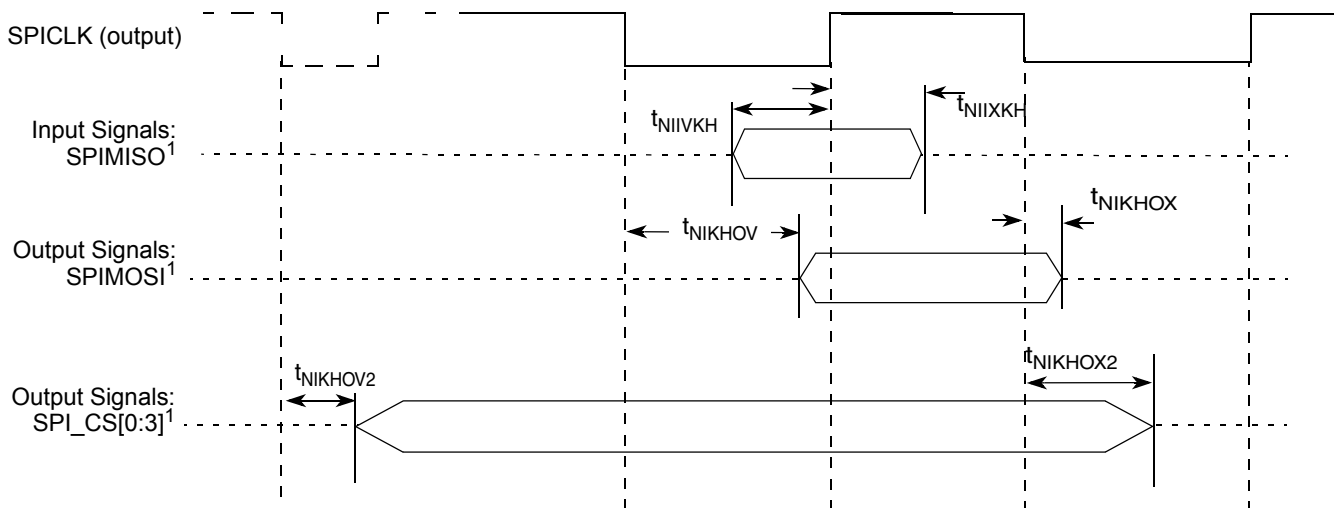 SPICLK (output)
Input Signals:
SPIMISO¹
tNIIVKH
tNIIXKH
Output Signals:
SPIMOSI¹
tNIKHOV
tNIKHOX
Output Signals:
SPI_CS[0:3]¹
tNIKHOV2
tNIKHOX2